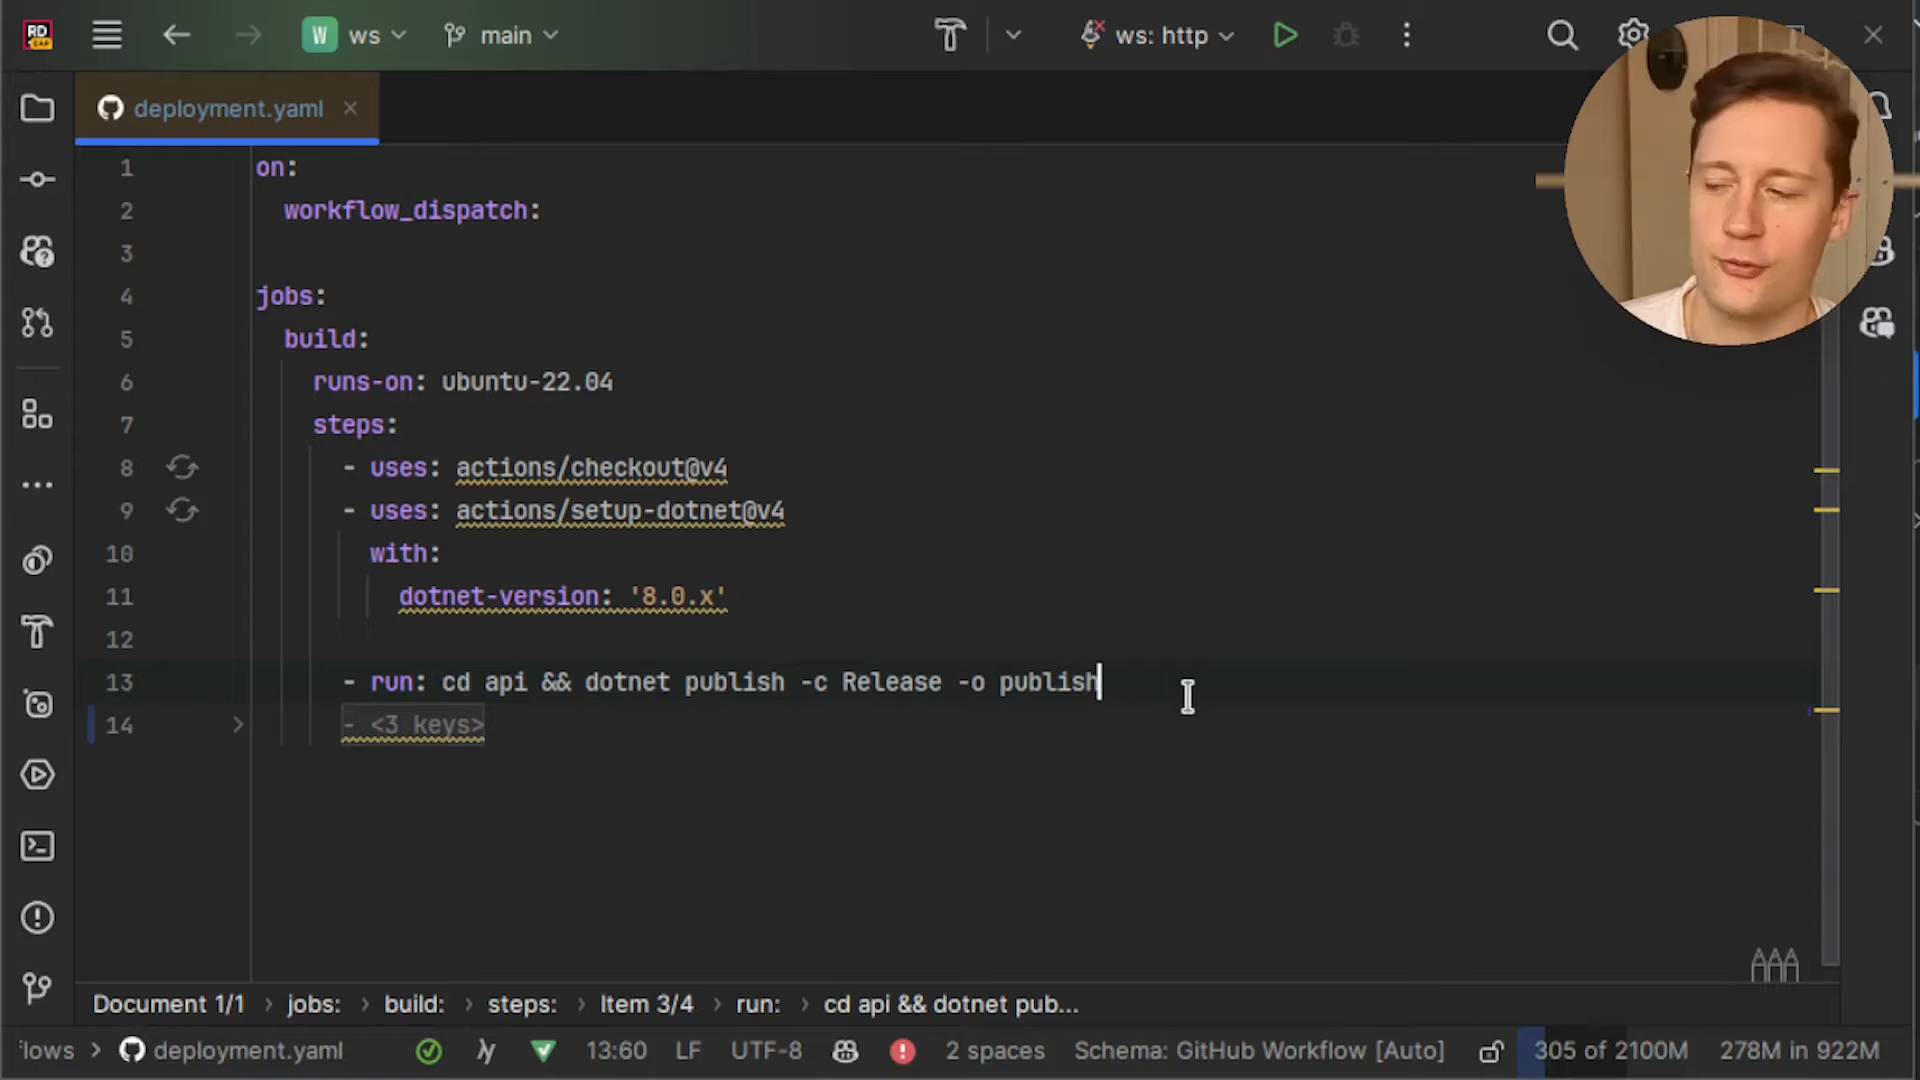 RD
EAP
W ws
main
ws: http
deployment.yaml
1 on:
2 workflow_dispatch:
3
4 jobs:
5 build:
6 runs-on: ubuntu-22.04
7 steps:
8 - uses: actions/checkout@v4
9 - uses: actions/setup-dotnet@v4
10 with:
11 dotnet-version: '8.0.x'
12
13 - run: cd api && dotnet publish -c Release -o publish
14 - <3 keys>
Document 1/1 › jobs: › build: › steps: › Item 3/4 › run: › cd api && dotnet pub...
flows › deployment.yaml 13:60 LF UTF-8 2 spaces Schema: GitHub Workflow [Auto] 305 of 2100M 278M in 922M